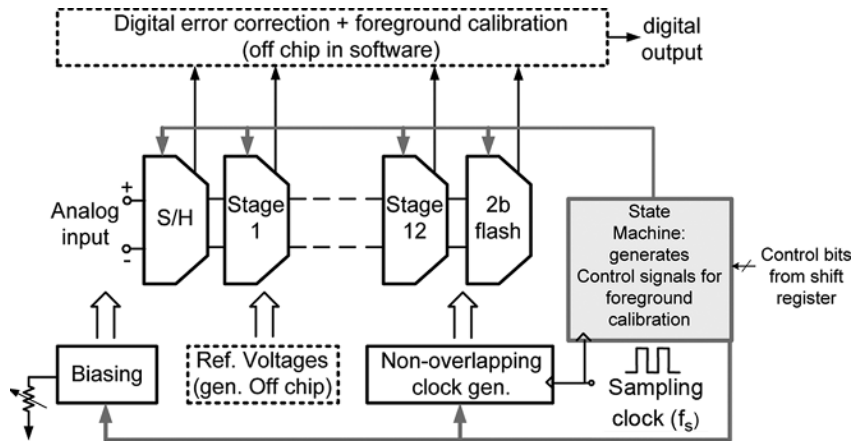 Digital error correction + foreground calibration
(off chip in software)
digital
output
+
Analog
input
-
S/H
Stage
1
Stage
12
2b
flash
State
Machine:
generates
Control signals for
foreground
calibration
Control bits
from shift
register
Biasing
Ref. Voltages
(gen. Off chip)
Non-overlapping
clock gen.
Sampling
clock (fs)